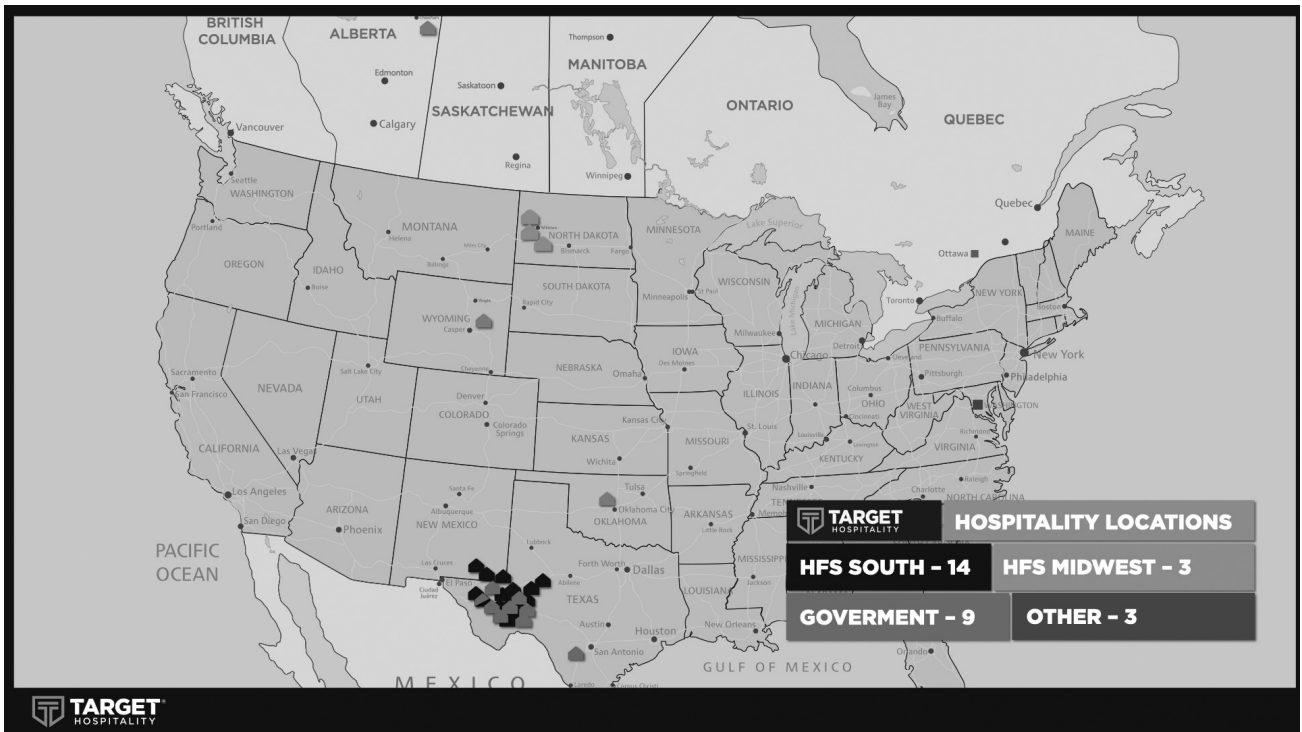 BRITISH
COLUMBIA
ALBERTA
Edmonton
Calgary
Vancouver
Saskatoon
SASKATCHEWAN
Regina
Thompson
MANITOBA
Winnipeg
ONTARIO
James
Bay
QUEBEC
Quebec
Ottawa
Toronto
Seattle
WASHINGTON
Portland
OREGON
IDAHO
Boise
MONTANA
Helena
Billings
Miles City
Williston
NORTH DAKOTA
Bismarck
Fargo
MINNESOTA
Minneapolis
St Paul
Lake Superior
WISCONSIN
Lake Michigan
MICHIGAN
Milwaukee
Detroit
Chicago
SOUTH DAKOTA
Rapid City
WYOMING
Casper
Cheyenne
NEBRASKA
Omaha
IOWA
Des Moines
ILLINOIS
INDIANA
OHIO
Columbus
Cincinnati
Cleveland
PENNSYLVANIA
Pittsburgh
Philadelphia
NEW YORK
Buffalo
New York
MAINE
Boston
WASHINGTON
WEST
VIRGINIA
Richmond
VIRGINIA
Louisville
Lexington
KENTUCKY
Sacramento
San Francisco
NEVADA
Salt Lake City
UTAH
Denver
COLORADO
Colorado
Springs
KANSAS
Kansas City
Wichita
MISSOURI
St. Louis
Springfield
CALIFORNIA
Las Vegas
Los Angeles
San Diego
ARIZONA
Phoenix
Santa Fe
Albuquerque
NEW MEXICO
Las Cruces
El Paso
Ciudad
Juárez
Tulsa
Oklahoma City
OKLAHOMA
ARKANSAS
Little Rock
Nashville
Charlotte
Raleigh
NORTH CAROLINA
Lubbock
Abilene
Fort Worth
Dallas
TEXAS
Austin
Houston
San Antonio
Laredo
Corpus Christi
LOUISIANA
New Orleans
Jackson
Orlando
PACIFIC
OCEAN
MEXICO
GULF OF MEXICO
TARGET
HOSPITALITY
HOSPITALITY LOCATIONS
HFS SOUTH – 14
HFS MIDWEST – 3
GOVERMENT – 9
OTHER – 3
TARGET
HOSPITALITY